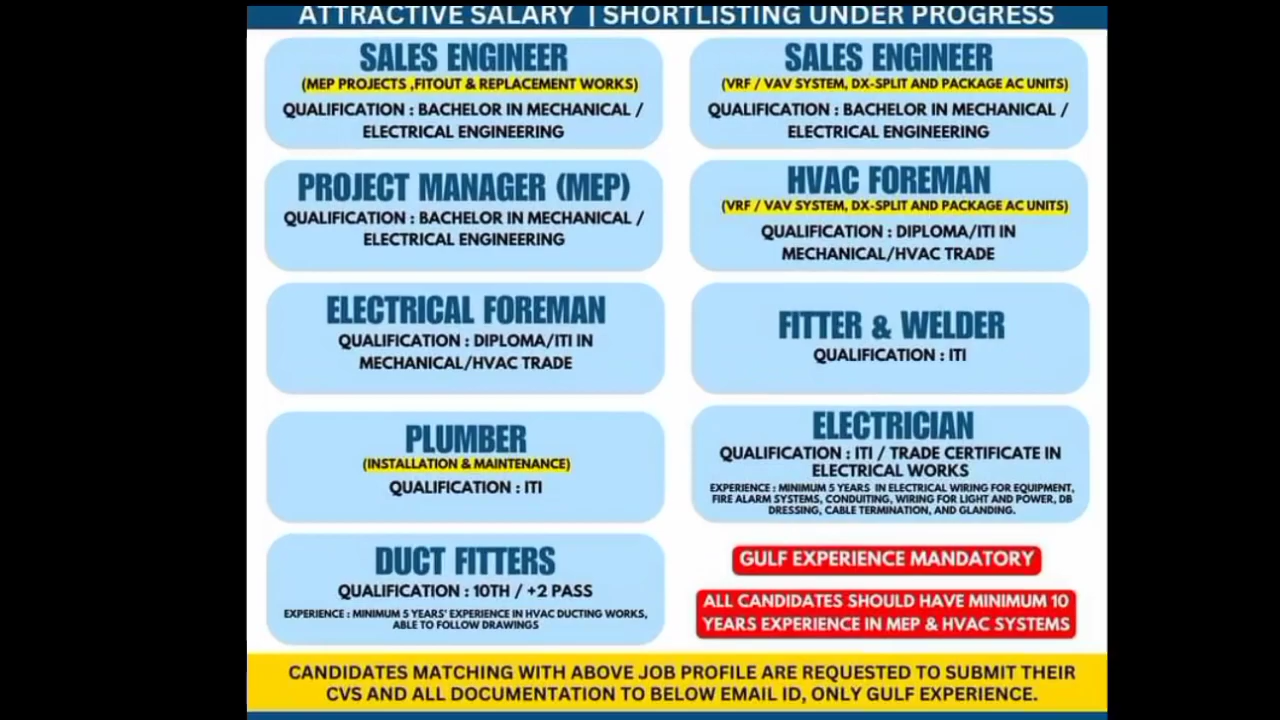 ATTRACTIVE SALARY | SHORTLISTING UNDER PROGRESS
SALES ENGINEER
(MEP PROJECTS ,FITOUT & REPLACEMENT WORKS)
QUALIFICATION : BACHELOR IN MECHANICAL /
ELECTRICAL ENGINEERING
SALES ENGINEER
(VRF / VAV SYSTEM, DX-SPLIT AND PACKAGE AC UNITS)
QUALIFICATION : BACHELOR IN MECHANICAL /
ELECTRICAL ENGINEERING
PROJECT MANAGER (MEP)
QUALIFICATION : BACHELOR IN MECHANICAL /
ELECTRICAL ENGINEERING
HVAC FOREMAN
(VRF / VAV SYSTEM, DX-SPLIT AND PACKAGE AC UNITS)
QUALIFICATION : DIPLOMA/ITI IN
MECHANICAL/HVAC TRADE
ELECTRICAL FOREMAN
QUALIFICATION : DIPLOMA/ITI IN
MECHANICAL/HVAC TRADE
FITTER & WELDER
QUALIFICATION : ITI
PLUMBER
(INSTALLATION & MAINTENANCE)
QUALIFICATION : ITI
ELECTRICIAN
QUALIFICATION : ITI / TRADE CERTIFICATE IN
ELECTRICAL WORKS
EXPERIENCE : MINIMUM 5 YEARS IN ELECTRICAL WIRING FOR EQUIPMENT,
FIRE ALARM SYSTEMS, CONDUITING, WIRING FOR LIGHT AND POWER, DB
DRESSING, CABLE TERMINATION, AND GLANDING.
DUCT FITTERS
QUALIFICATION : 10TH / +2 PASS
EXPERIENCE : MINIMUM 5 YEARS' EXPERIENCE IN HVAC DUCTING WORKS,
ABLE TO FOLLOW DRAWINGS
GULF EXPERIENCE MANDATORY
ALL CANDIDATES SHOULD HAVE MINIMUM 10
YEARS EXPERIENCE IN MEP & HVAC SYSTEMS
CANDIDATES MATCHING WITH ABOVE JOB PROFILE ARE REQUESTED TO SUBMIT THEIR
CVS AND ALL DOCUMENTATION TO BELOW EMAIL ID, ONLY GULF EXPERIENCE.